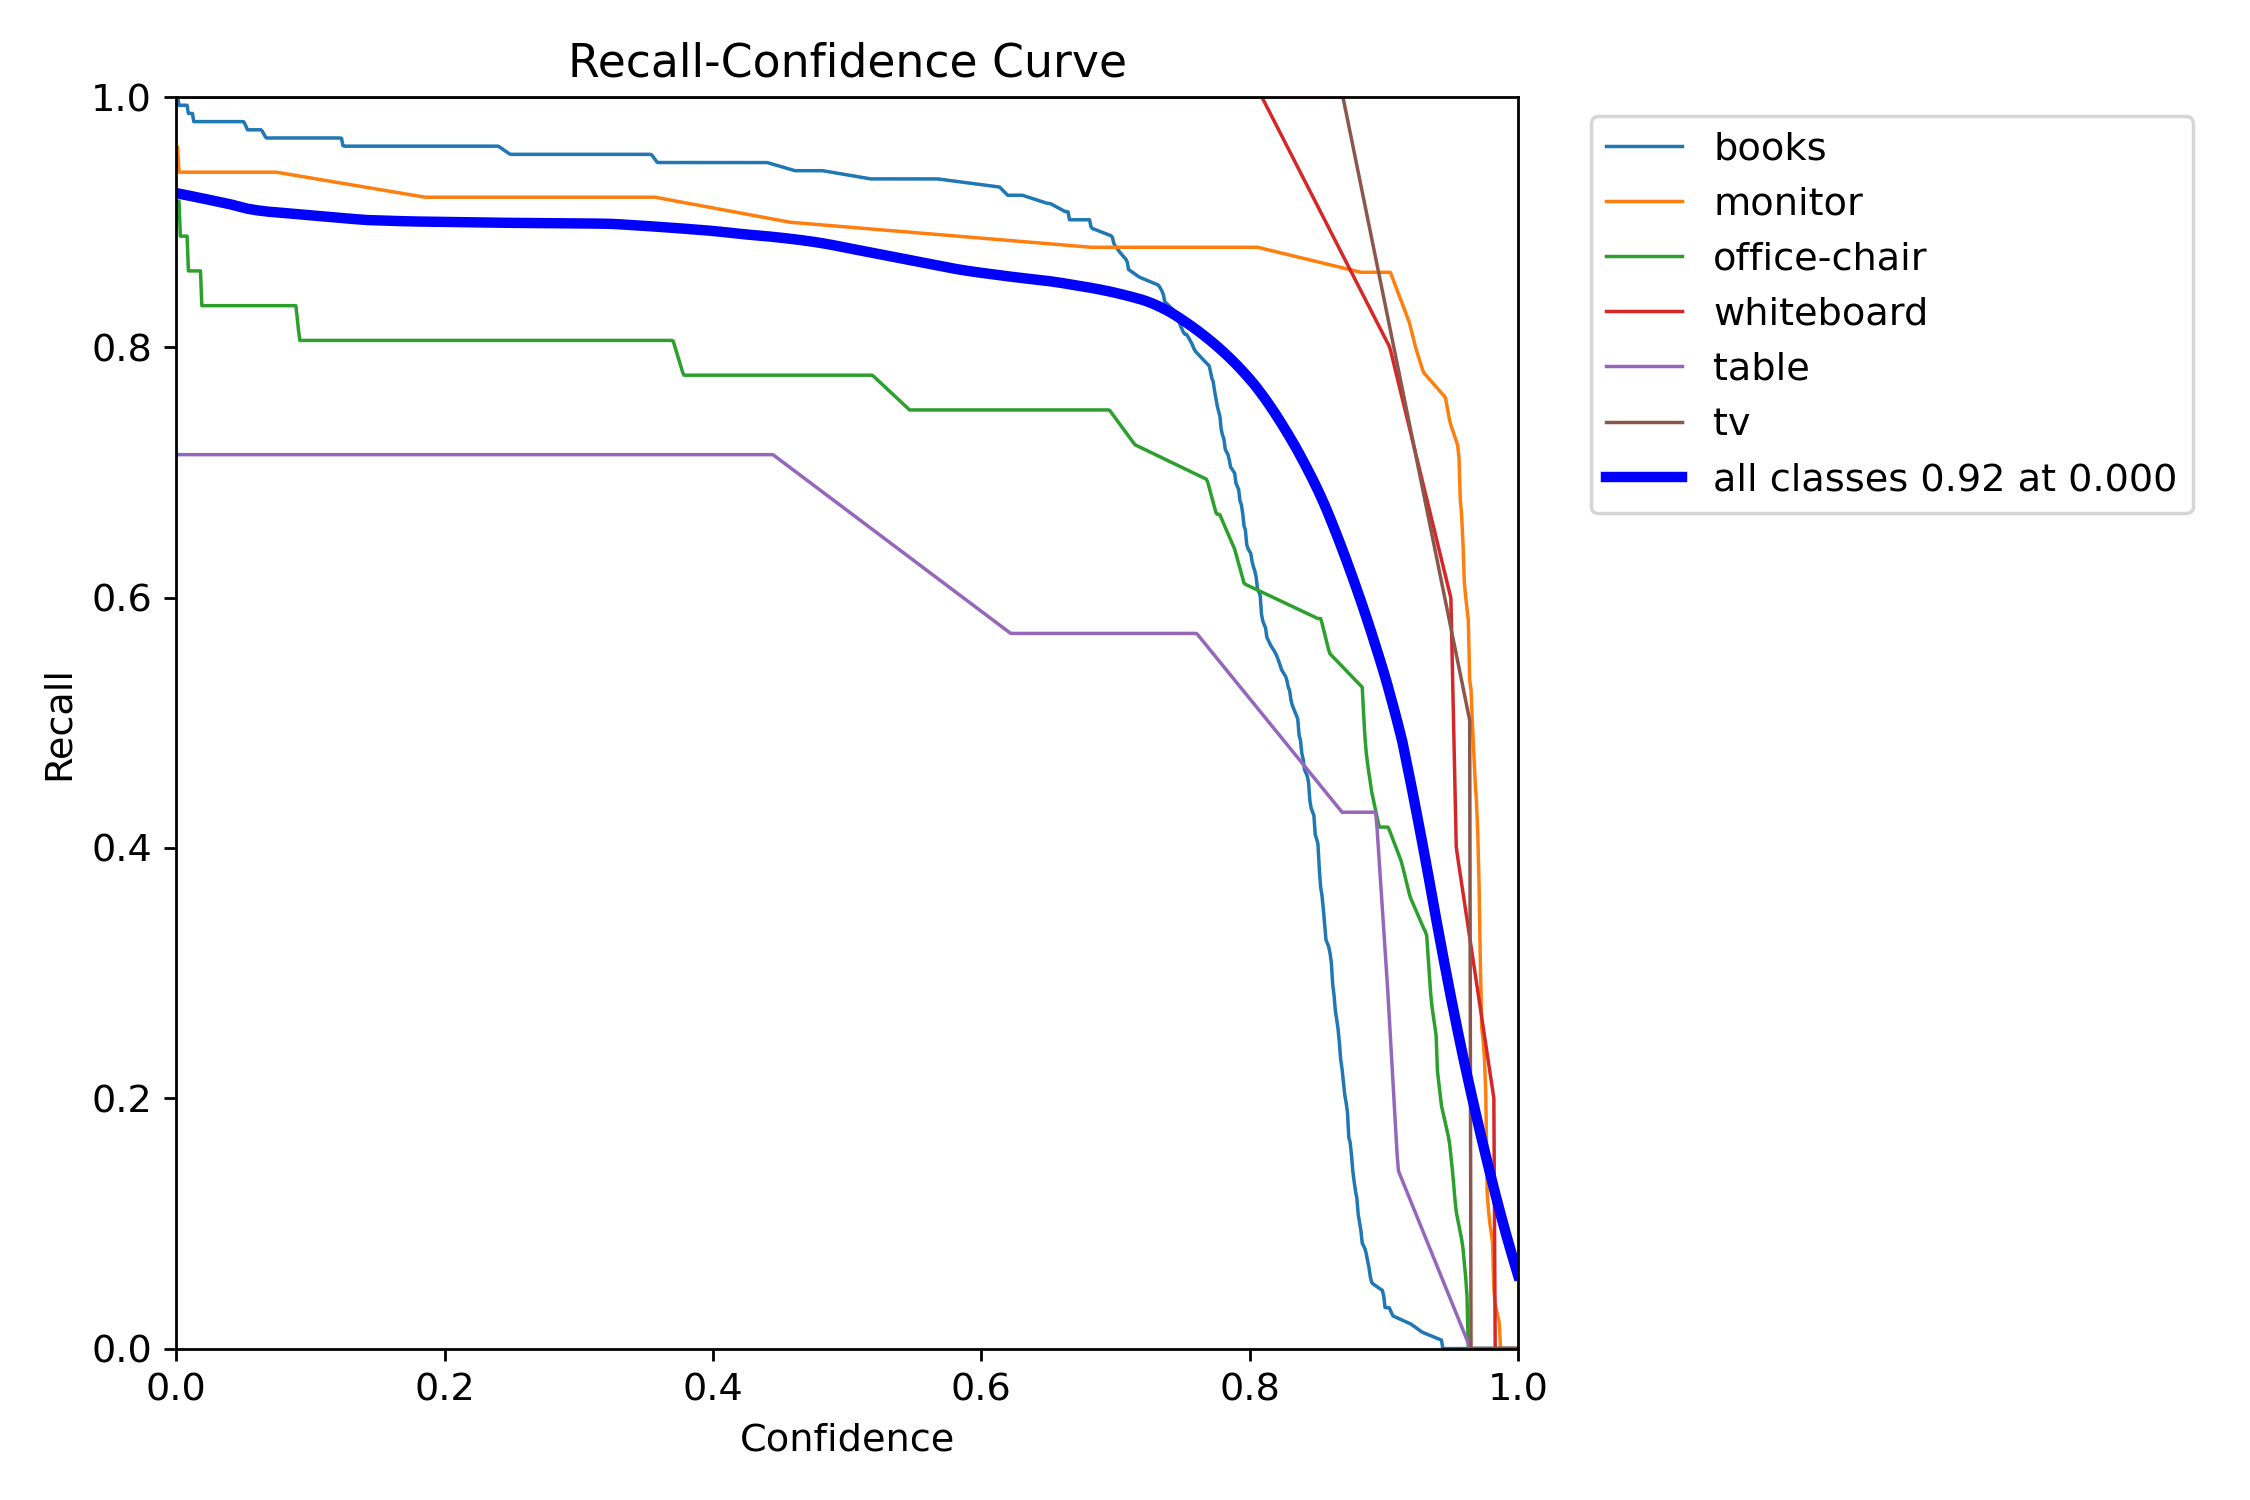 Recall-Confidence Curve
1.0
0.8
0.6
0.4
0.2
0.0
Recall
0.0 0.2 0.4 0.6 0.8 1.0
Confidence
books
monitor
office-chair
whiteboard
table
tv
all classes 0.92 at 0.000